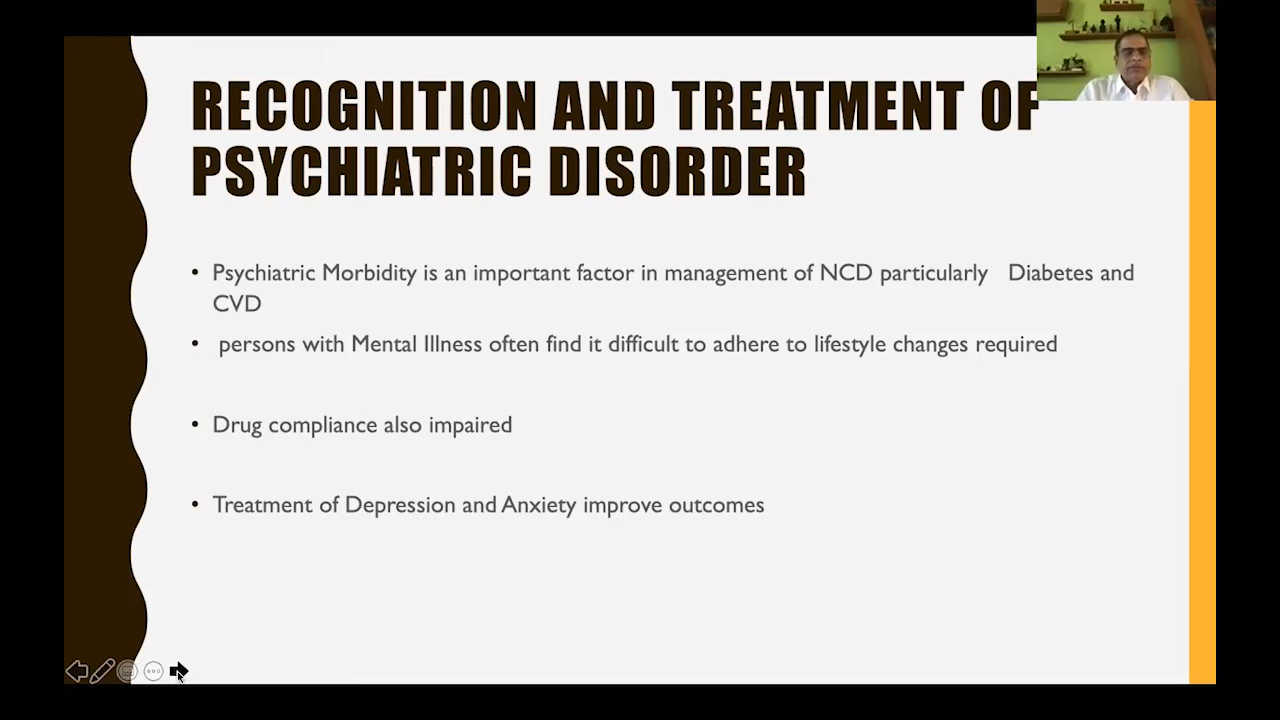 RECOGNITION AND TREATMENT OF
PSYCHIATRIC DISORDER
• Psychiatric Morbidity is an important factor in management of NCD particularly Diabetes and
CVD
• persons with Mental Illness often find it difficult to adhere to lifestyle changes required
• Drug compliance also impaired
• Treatment of Depression and Anxiety improve outcomes